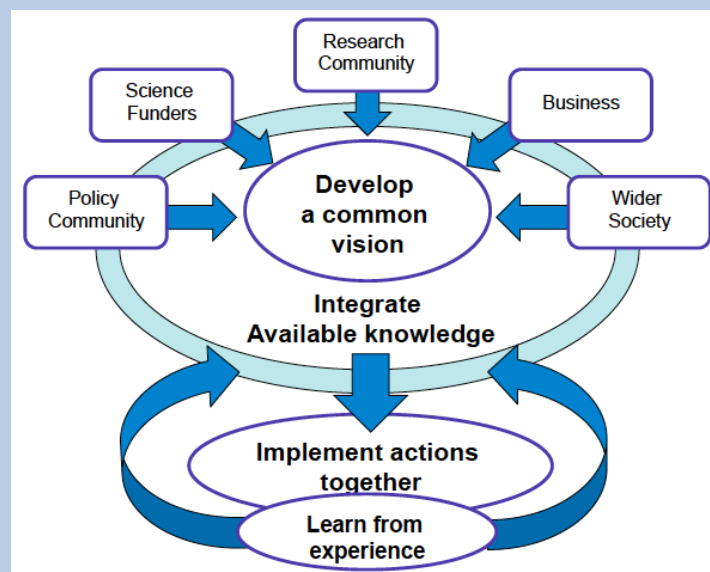 Research
Community
Science
Funders
Business
Policy
Community
Develop
a common
vision
Wider
Society
Integrate
Available knowledge
Implement actions
together
Learn from
experience